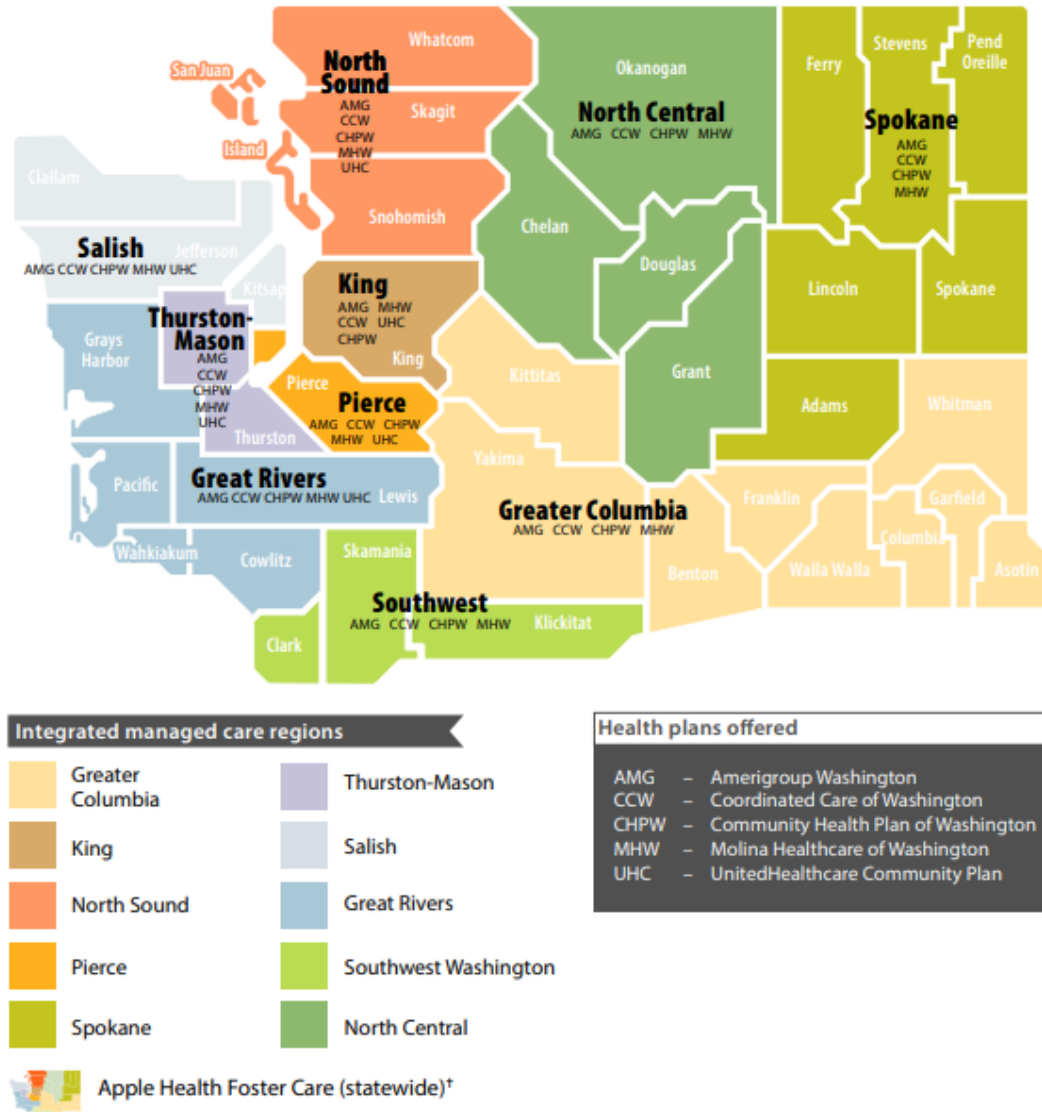 Whatcom
San Juan
North
Sound
AMG
CCW
CHPW
MHW
UHC
Skagit
Island
Snohomish
Okanogan
North Central
AMG CCW CHPW MHW
Chelan
Douglas
Grant
Ferry
Stevens
Pend
Oreille
Spokane
AMG
CCW
CHPW
MHW
Lincoln
Spokane
Adams
Whitman
Clallam
Salish
Jefferson
AMG CCW CHPW MHW UHC
Kitsap
King
AMG MHW
CCW UHC
CHPW
King
Grays
Harbor
Thurston-
Mason
AMG
CCW
CHPW
MHW
UHC
Thurston
Pierce
Pierce
AMG CCW CHPW
MHW UHC
Kittitas
Yakima
Pacific
Great Rivers
AMG CCW CHPW MHW UHC
Lewis
Wahkiakum
Cowlitz
Greater Columbia
AMG CCW CHPW MHW
Franklin
Garfield
Columbia
Benton
Walla Walla
Asotin
Skamania
Southwest
AMG CCW CHPW MHW
Klickitat
Clark
Integrated managed care regions
Greater
Columbia
King
North Sound
Pierce
Spokane
Thurston-Mason
Salish
Great Rivers
Southwest Washington
North Central
Apple Health Foster Care (statewide)†
Health plans offered
AMG – Amerigroup Washington
CCW – Coordinated Care of Washington
CHPW – Community Health Plan of Washington
MHW – Molina Healthcare of Washington
UHC – UnitedHealthcare Community Plan